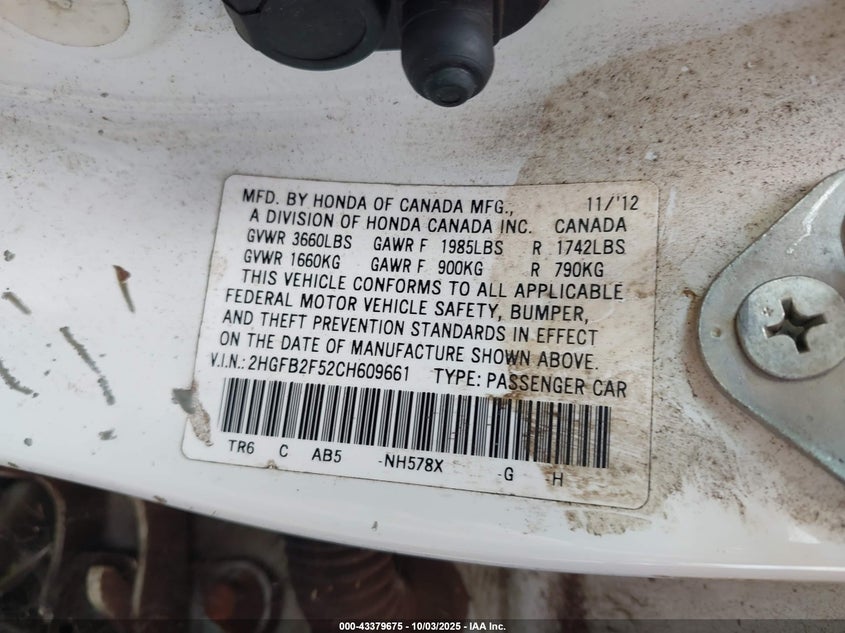 MFD. BY HONDA OF CANADA MFG., 11/'12
A DIVISION OF HONDA CANADA INC. CANADA
GVWR 3660LBS GAWR F 1985LBS R 1742LBS
GVWR 1660KG GAWR F 900KG R 790KG
THIS VEHICLE CONFORMS TO ALL APPLICABLE
FEDERAL MOTOR VEHICLE SAFETY, BUMPER,
AND THEFT PREVENTION STANDARDS IN EFFECT
ON THE DATE OF MANUFACTURE SHOWN ABOVE.
V.I.N.: 2HGFB2F52CH609661 TYPE: PASSENGER CAR
TR6 C AB5 -NH578X -G -H
000-43379675 - 10/03/2025 - IAA Inc.